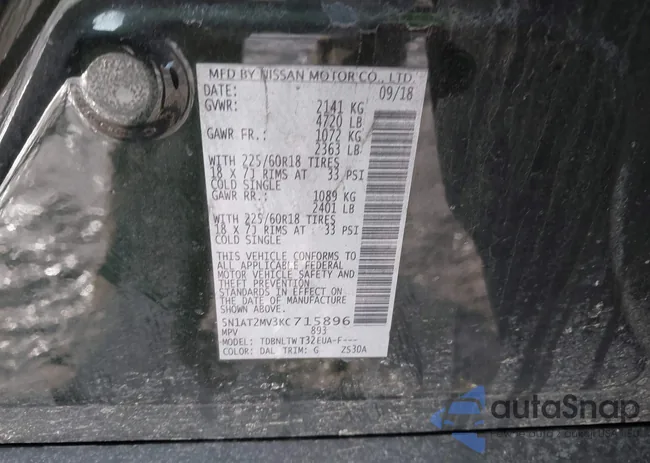 MFD BY NISSAN MOTOR CO., LTD.
DATE: 09/18
GVWR: 2141 KG
4720 LB
GAWR FR.: 1072 KG
2363 LB
WITH 225/60R18 TIRES
18 X 7J RIMS AT 33 PSI
COLD SINGLE
GAWR RR.: 1089 KG
2401 LB
WITH 225/60R18 TIRES
18 X 7J RIMS AT 33 PSI
COLD SINGLE
THIS VEHICLE CONFORMS TO
ALL APPLICABLE FEDERAL
MOTOR VEHICLE SAFETY AND
THEFT PREVENTION
STANDARDS IN EFFECT ON
THE DATE OF MANUFACTURE
SHOWN ABOVE.
5N1AT2MV3KC715896
MPV 893
MODEL: TDBNLTWT32EUA-F---
COLOR: DAL TRIM: G ZS30A
autoSnap